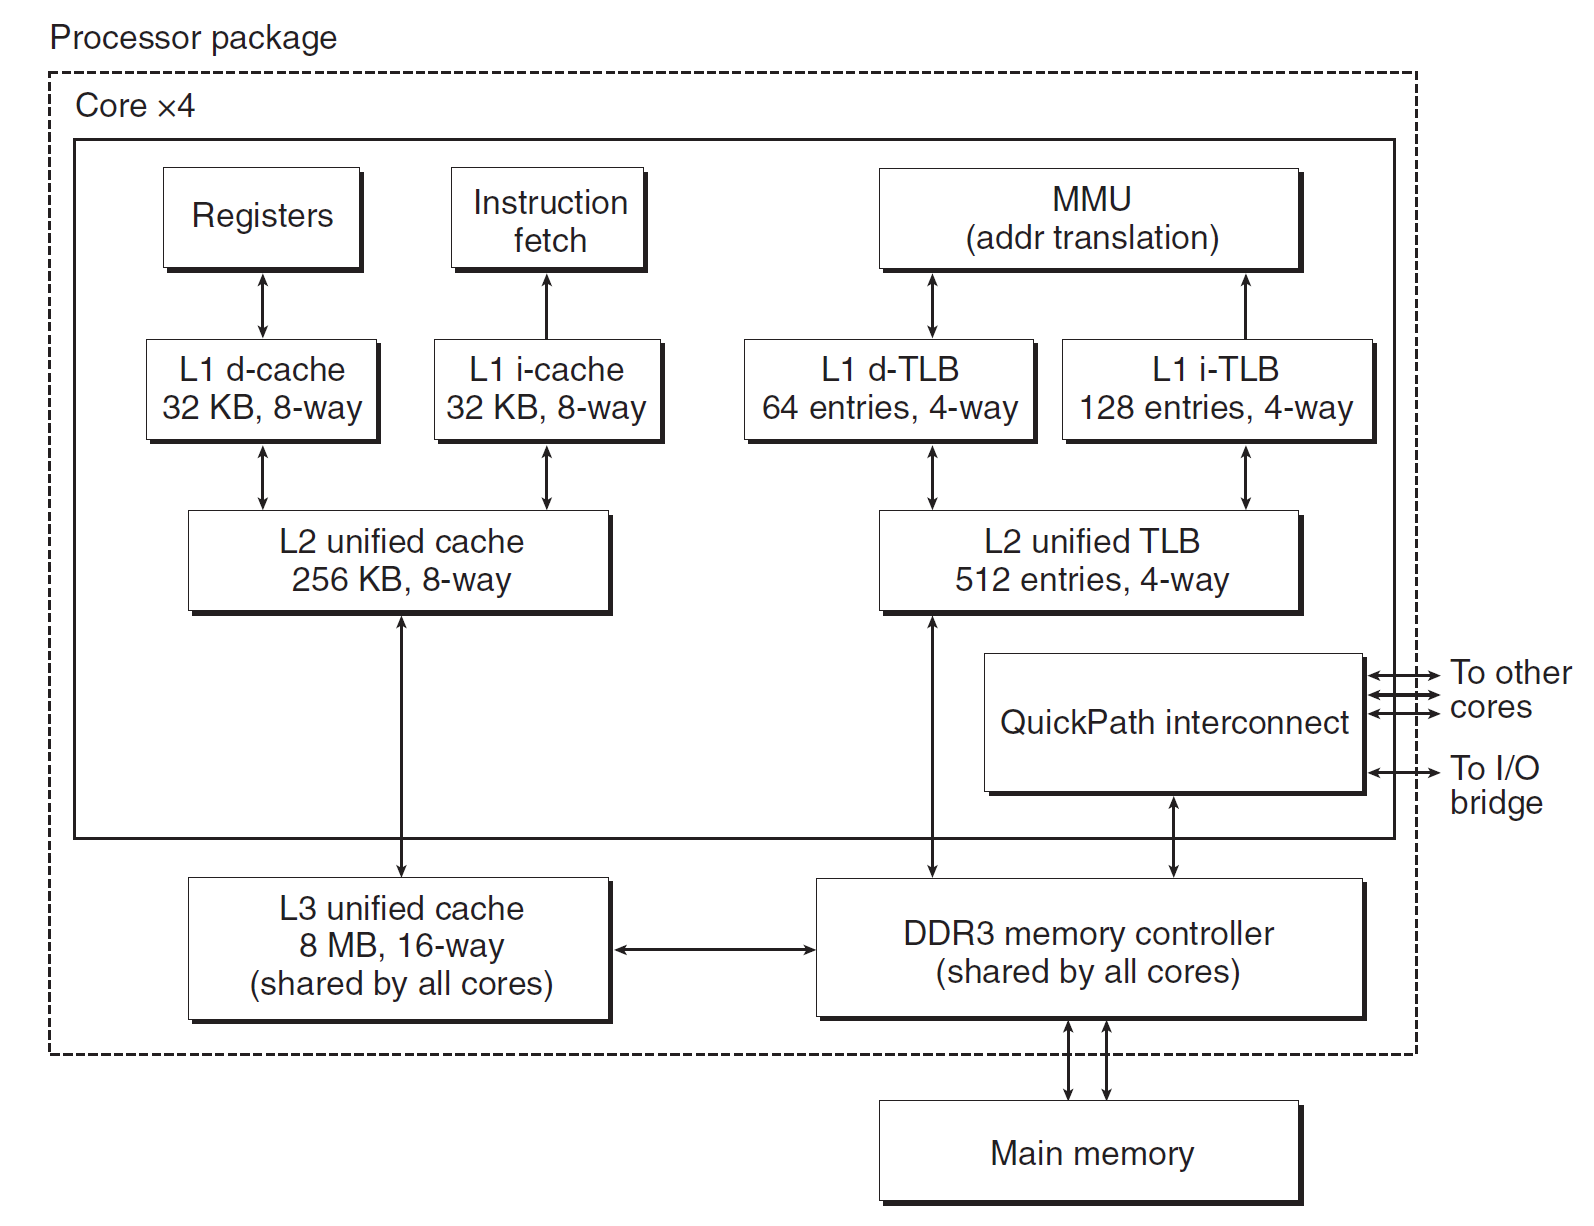 Processor package
Core ×4
Registers
Instruction
fetch
MMU
(addr translation)
L1 d-cache
32 KB, 8-way
L1 i-cache
32 KB, 8-way
L1 d-TLB
64 entries, 4-way
L1 i-TLB
128 entries, 4-way
L2 unified cache
256 KB, 8-way
L2 unified TLB
512 entries, 4-way
QuickPath interconnect
To other
cores
To I/O
bridge
L3 unified cache
8 MB, 16-way
(shared by all cores)
DDR3 memory controller
(shared by all cores)
Main memory